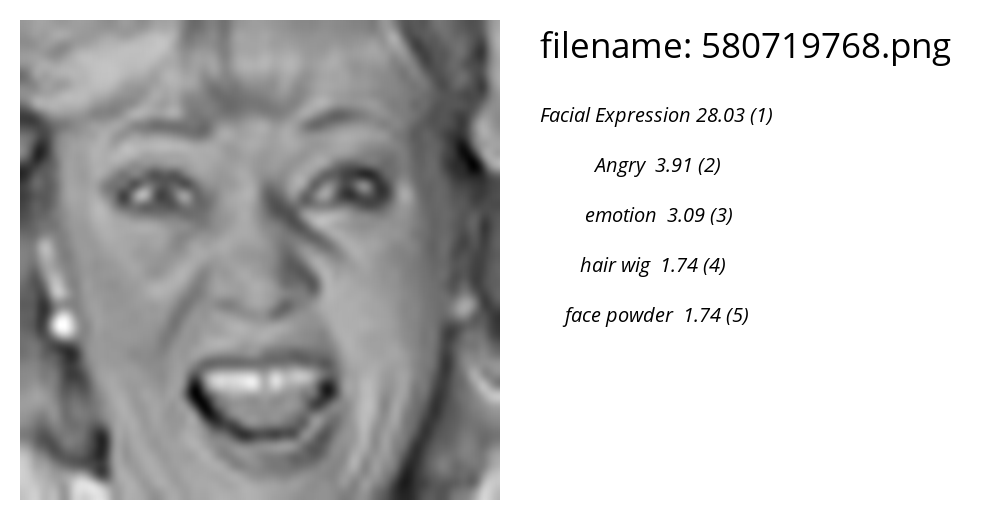 filename: 580719768.png
Facial Expression 28.03 (1)
Angry 3.91 (2)
emotion 3.09 (3)
hair wig 1.74 (4)
face powder 1.74 (5)